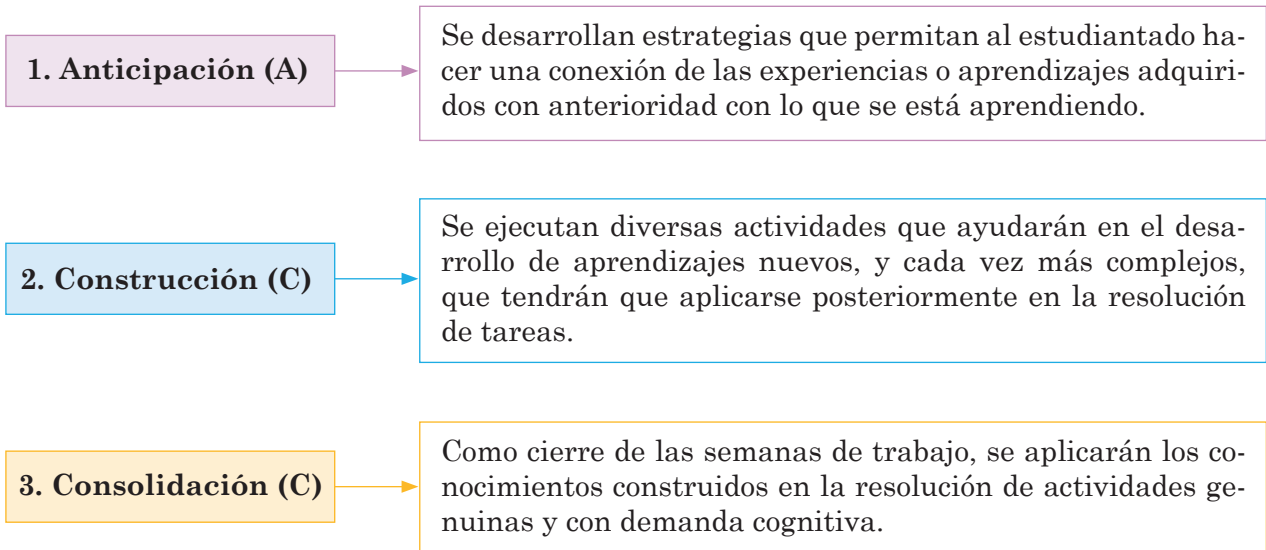 1. Anticipación (A)
Se desarrollan estrategias que permitan al estudiantado ha-
cer una conexión de las experiencias o aprendizajes adquiri-
dos con anterioridad con lo que se está aprendiendo.
2. Construcción (C)
Se ejecutan diversas actividades que ayudarán en el desa-
rrollo de aprendizajes nuevos, y cada vez más complejos,
que tendrán que aplicarse posteriormente en la resolución
de tareas.
3. Consolidación (C)
Como cierre de las semanas de trabajo, se aplicarán los co-
nocimientos construidos en la resolución de actividades ge-
nuinas y con demanda cognitiva.